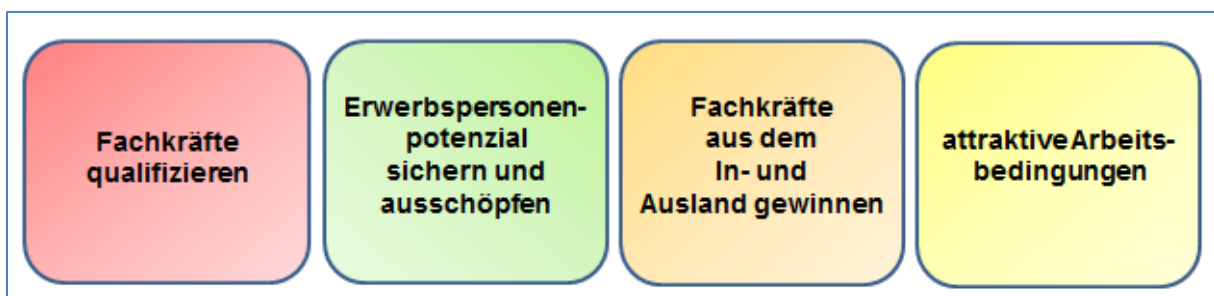 Fachkräfte
qualifizieren
Erwerbspersonen-
potenzial
sichern und
ausschöpfen
Fachkräfte
aus dem
In- und
Ausland gewinnen
attraktive Arbeits-
bedingungen